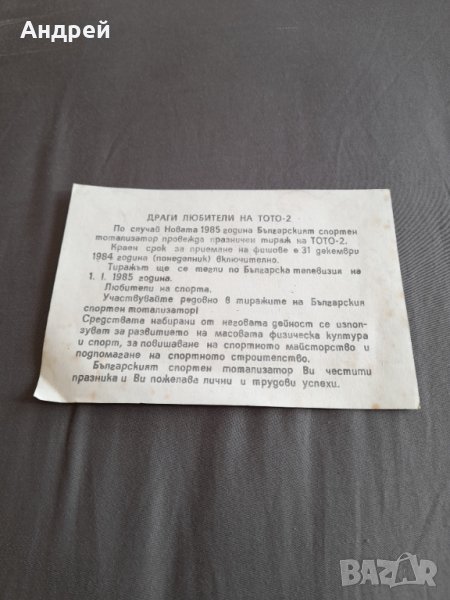 Андрей
ДРАГИ ЛЮБИТЕЛИ НА ТОТО-2
По случай Новата 1985 година Българският спортен
тотализатор провежда празничен тираж на ТОТО-2.
Краен срок за приемане на фишове е 31 декември
1984 година (понеделник) включително.
Тиражът ще се тегли по Българска телевизия на
1. I. 1985 година.
Любители на спорта,
Участвувайте редовно в тиражите на Българския
спортен тотализатор!
Средствата набирани от неговата дейност се изпол-
зуват за развитието на масовата физическа култура
и спорт, за повишаване на спортното майсторство и
подпомагане на спортното строителство.
Българският спортен тотализатор Ви честити
празника и Ви пожелава лични и трудови успехи.
BAZAR